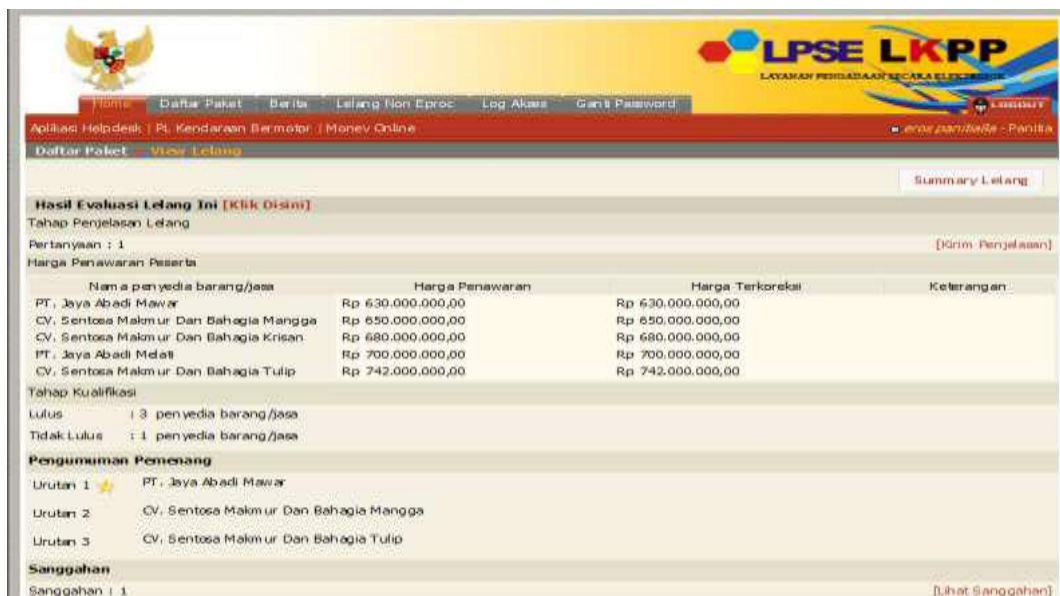 LPSE LKPP
LAYANAN PENGADAAN SECARA ELEKTRONIK
Home Daftar Paket Berita Lelang Non Eproc Log Akses Ganti Password
LOGOUT
Aplikasi Helpdesk | PL Kendaraan Bermotor | Monev Online - Panitia
Daftar Paket View Lelang
Summary Lelang
Hasil Evaluasi Lelang Ini [Klik Disini]
Tahap Penjelasan Lelang
Pertanyaan : 1 [Kirim Penjelasan]
Harga Penawaran Peserta
Nama penyedia barang/jasa Harga Penawaran Harga Terkoreksi Keterangan
PT. Jaya Abadi Mawar Rp 630.000.000,00 Rp 630.000.000,00
CV. Sentosa Makmur Dan Bahagia Mangga Rp 650.000.000,00 Rp 650.000.000,00
CV. Sentosa Makmur Dan Bahagia Krisan Rp 680.000.000,00 Rp 680.000.000,00
PT. Jaya Abadi Melati Rp 700.000.000,00 Rp 700.000.000,00
CV. Sentosa Makmur Dan Bahagia Tulip Rp 742.000.000,00 Rp 742.000.000,00
Tahap Kualifikasi
Lulus : 3 penyedia barang/jasa
Tidak Lulus : 1 penyedia barang/jasa
Pengumuman Pemenang
Urutan 1 PT. Jaya Abadi Mawar
Urutan 2 CV. Sentosa Makmur Dan Bahagia Mangga
Urutan 3 CV. Sentosa Makmur Dan Bahagia Tulip
Sanggahan
Sanggahan : 1 [Lihat Sanggahan]